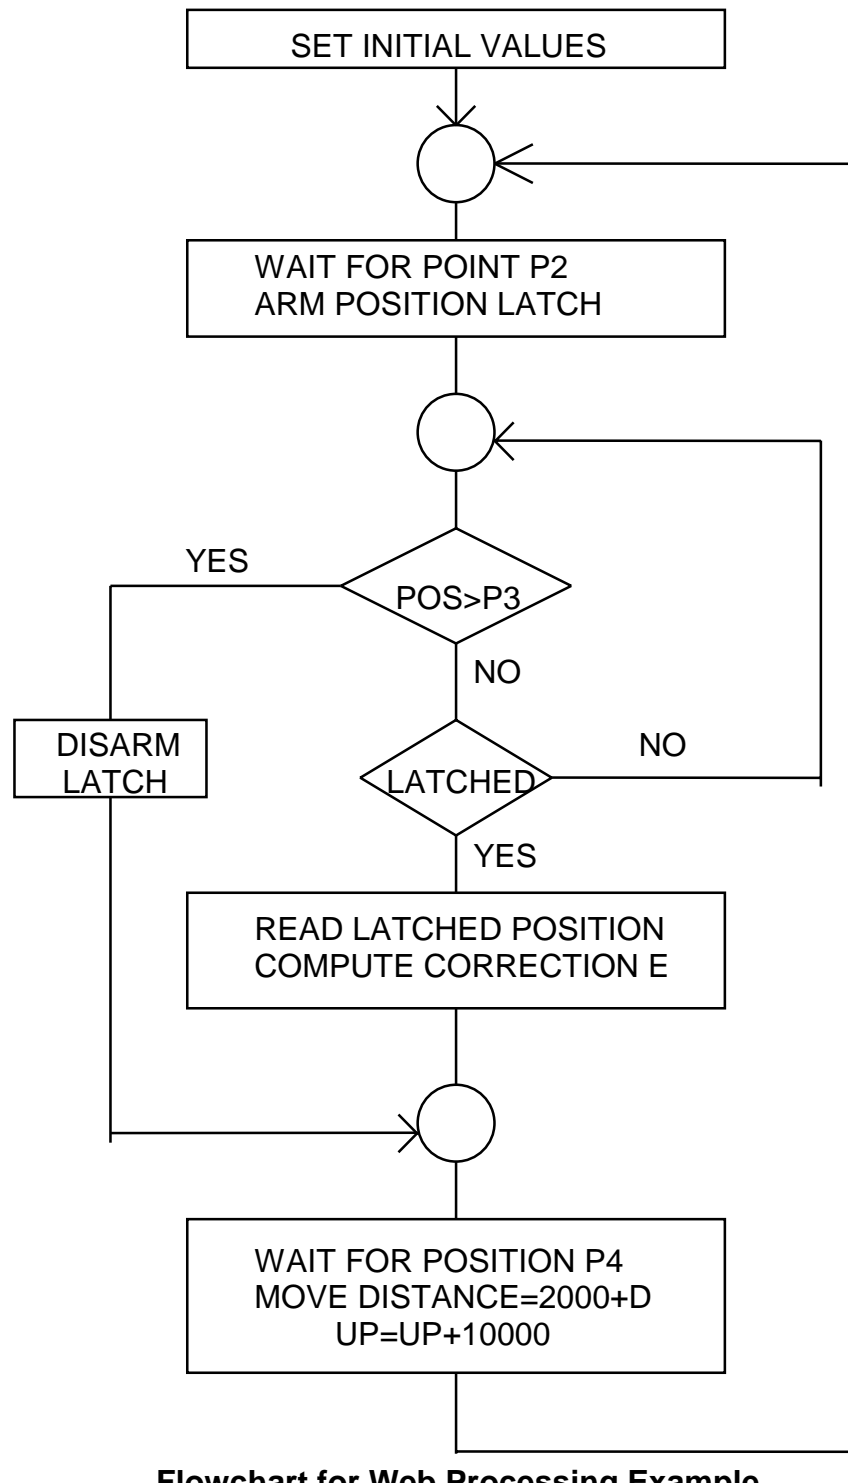 SET INITIAL VALUES
WAIT FOR POINT P2
ARM POSITION LATCH
YES
POS>P3
NO
DISARM
LATCH
LATCHED
NO
YES
READ LATCHED POSITION
COMPUTE CORRECTION E
WAIT FOR POSITION P4
MOVE DISTANCE=2000+D
UP=UP+10000
Flowchart for Web Processing Example